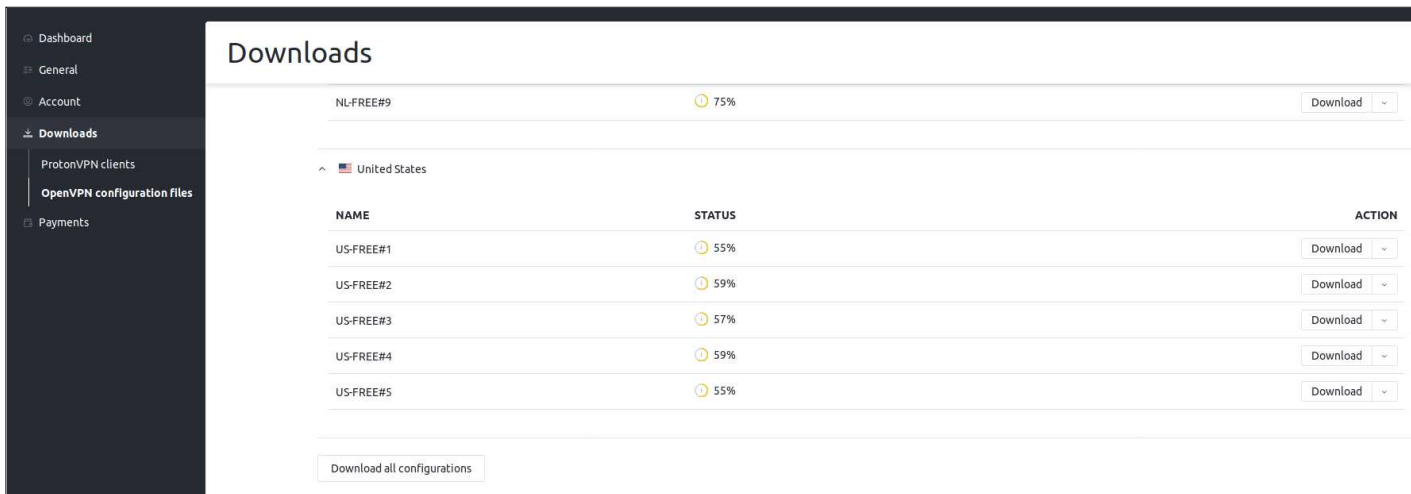 Dashboard
General
Account
Downloads
ProtonVPN clients
OpenVPN configuration files
Payments
Downloads
NL-FREE#9 75% Download
United States
NAME STATUS ACTION
US-FREE#1 55% Download
US-FREE#2 59% Download
US-FREE#3 57% Download
US-FREE#4 59% Download
US-FREE#5 55% Download
Download all configurations